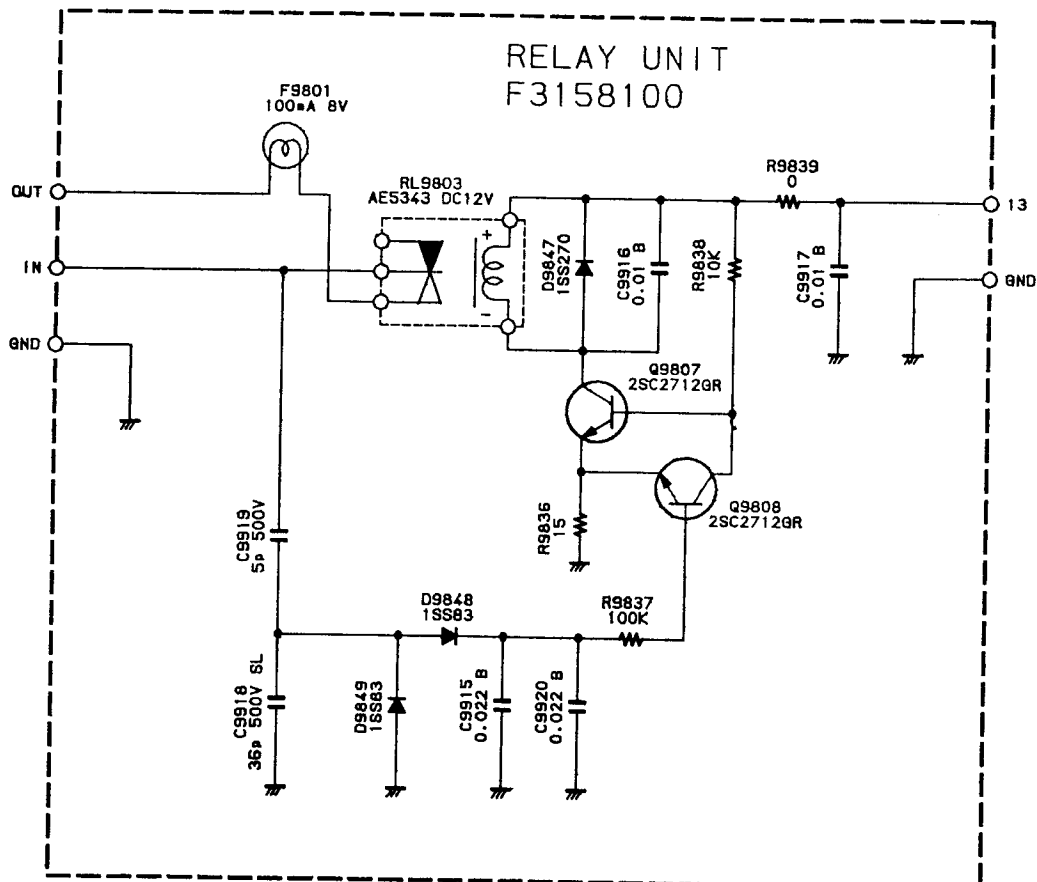 RELAY UNIT
F3158100
F9801
100mA 8V
OUT
RL9803
AE5343 DC12V
R9839
0
13
IN
+
-
D9847
1SS270
C9916
0.01 B
R9838
10K
C9917
0.01 B
GND
GND
Q9807
2SC2712GR
Q9808
2SC2712GR
R9836
15
C9919
5p 500V
D9848
1SS83
R9837
100K
C9918
36p 500V SL
D9849
1SS83
C9915
0.022 B
C9920
0.022 B